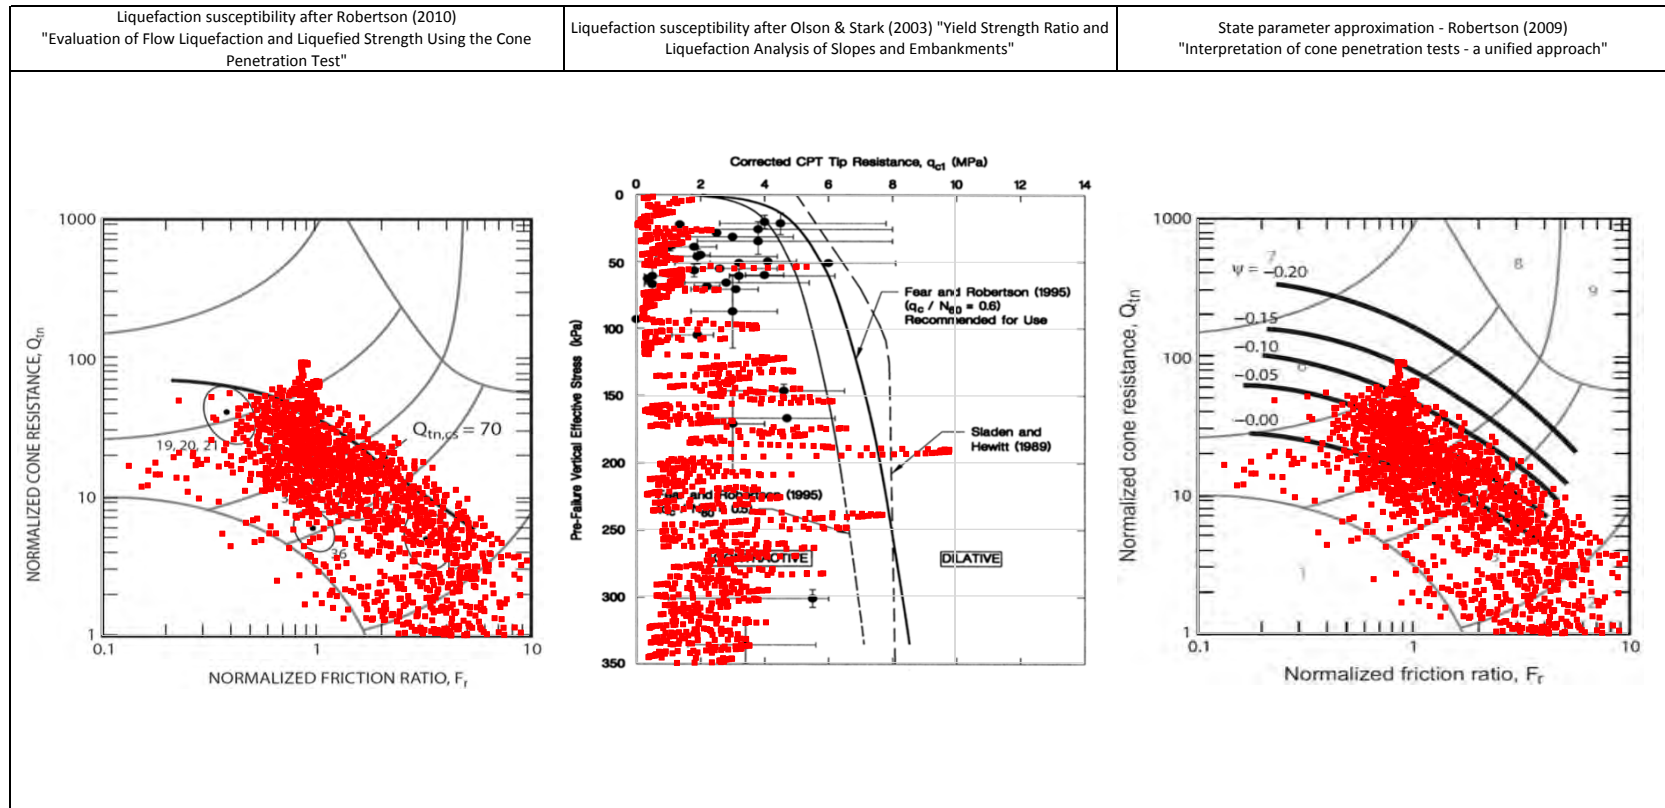 Liquefaction susceptibility after Robertson (2010)
"Evaluation of Flow Liquefaction and Liquefied Strength Using the Cone
Penetration Test"
Liquefaction susceptibility after Olson & Stark (2003) "Yield Strength Ratio and
Liquefaction Analysis of Slopes and Embankments"
State parameter approximation - Robertson (2009)
"Interpretation of cone penetration tests - a unified approach"
NORMALIZED CONE RESISTANCE, Qtn
1000
100
10
1
0.1
1
10
19, 20, 21
Qtn,cs = 70
36
NORMALIZED FRICTION RATIO, Fr
Corrected CPT Tip Resistance, qc1 (MPa)
0 2 4 6 8 10 12 14
Pre-Failure Vertical Effective Stress (kPa)
0
50
100
150
200
250
300
350
Fear and Robertson (1995)
(qc / N60 = 0.6)
Recommended for Use
Sladen and
Hewitt (1989)
and Robertson (1995)
DILATIVE
Normalized cone resistance, Qtn
1000
100
10
1
0.1
1
10
ψ = -0.20
-0.15
-0.10
-0.05
-0.00
7
8
9
1
Normalized friction ratio, Fr